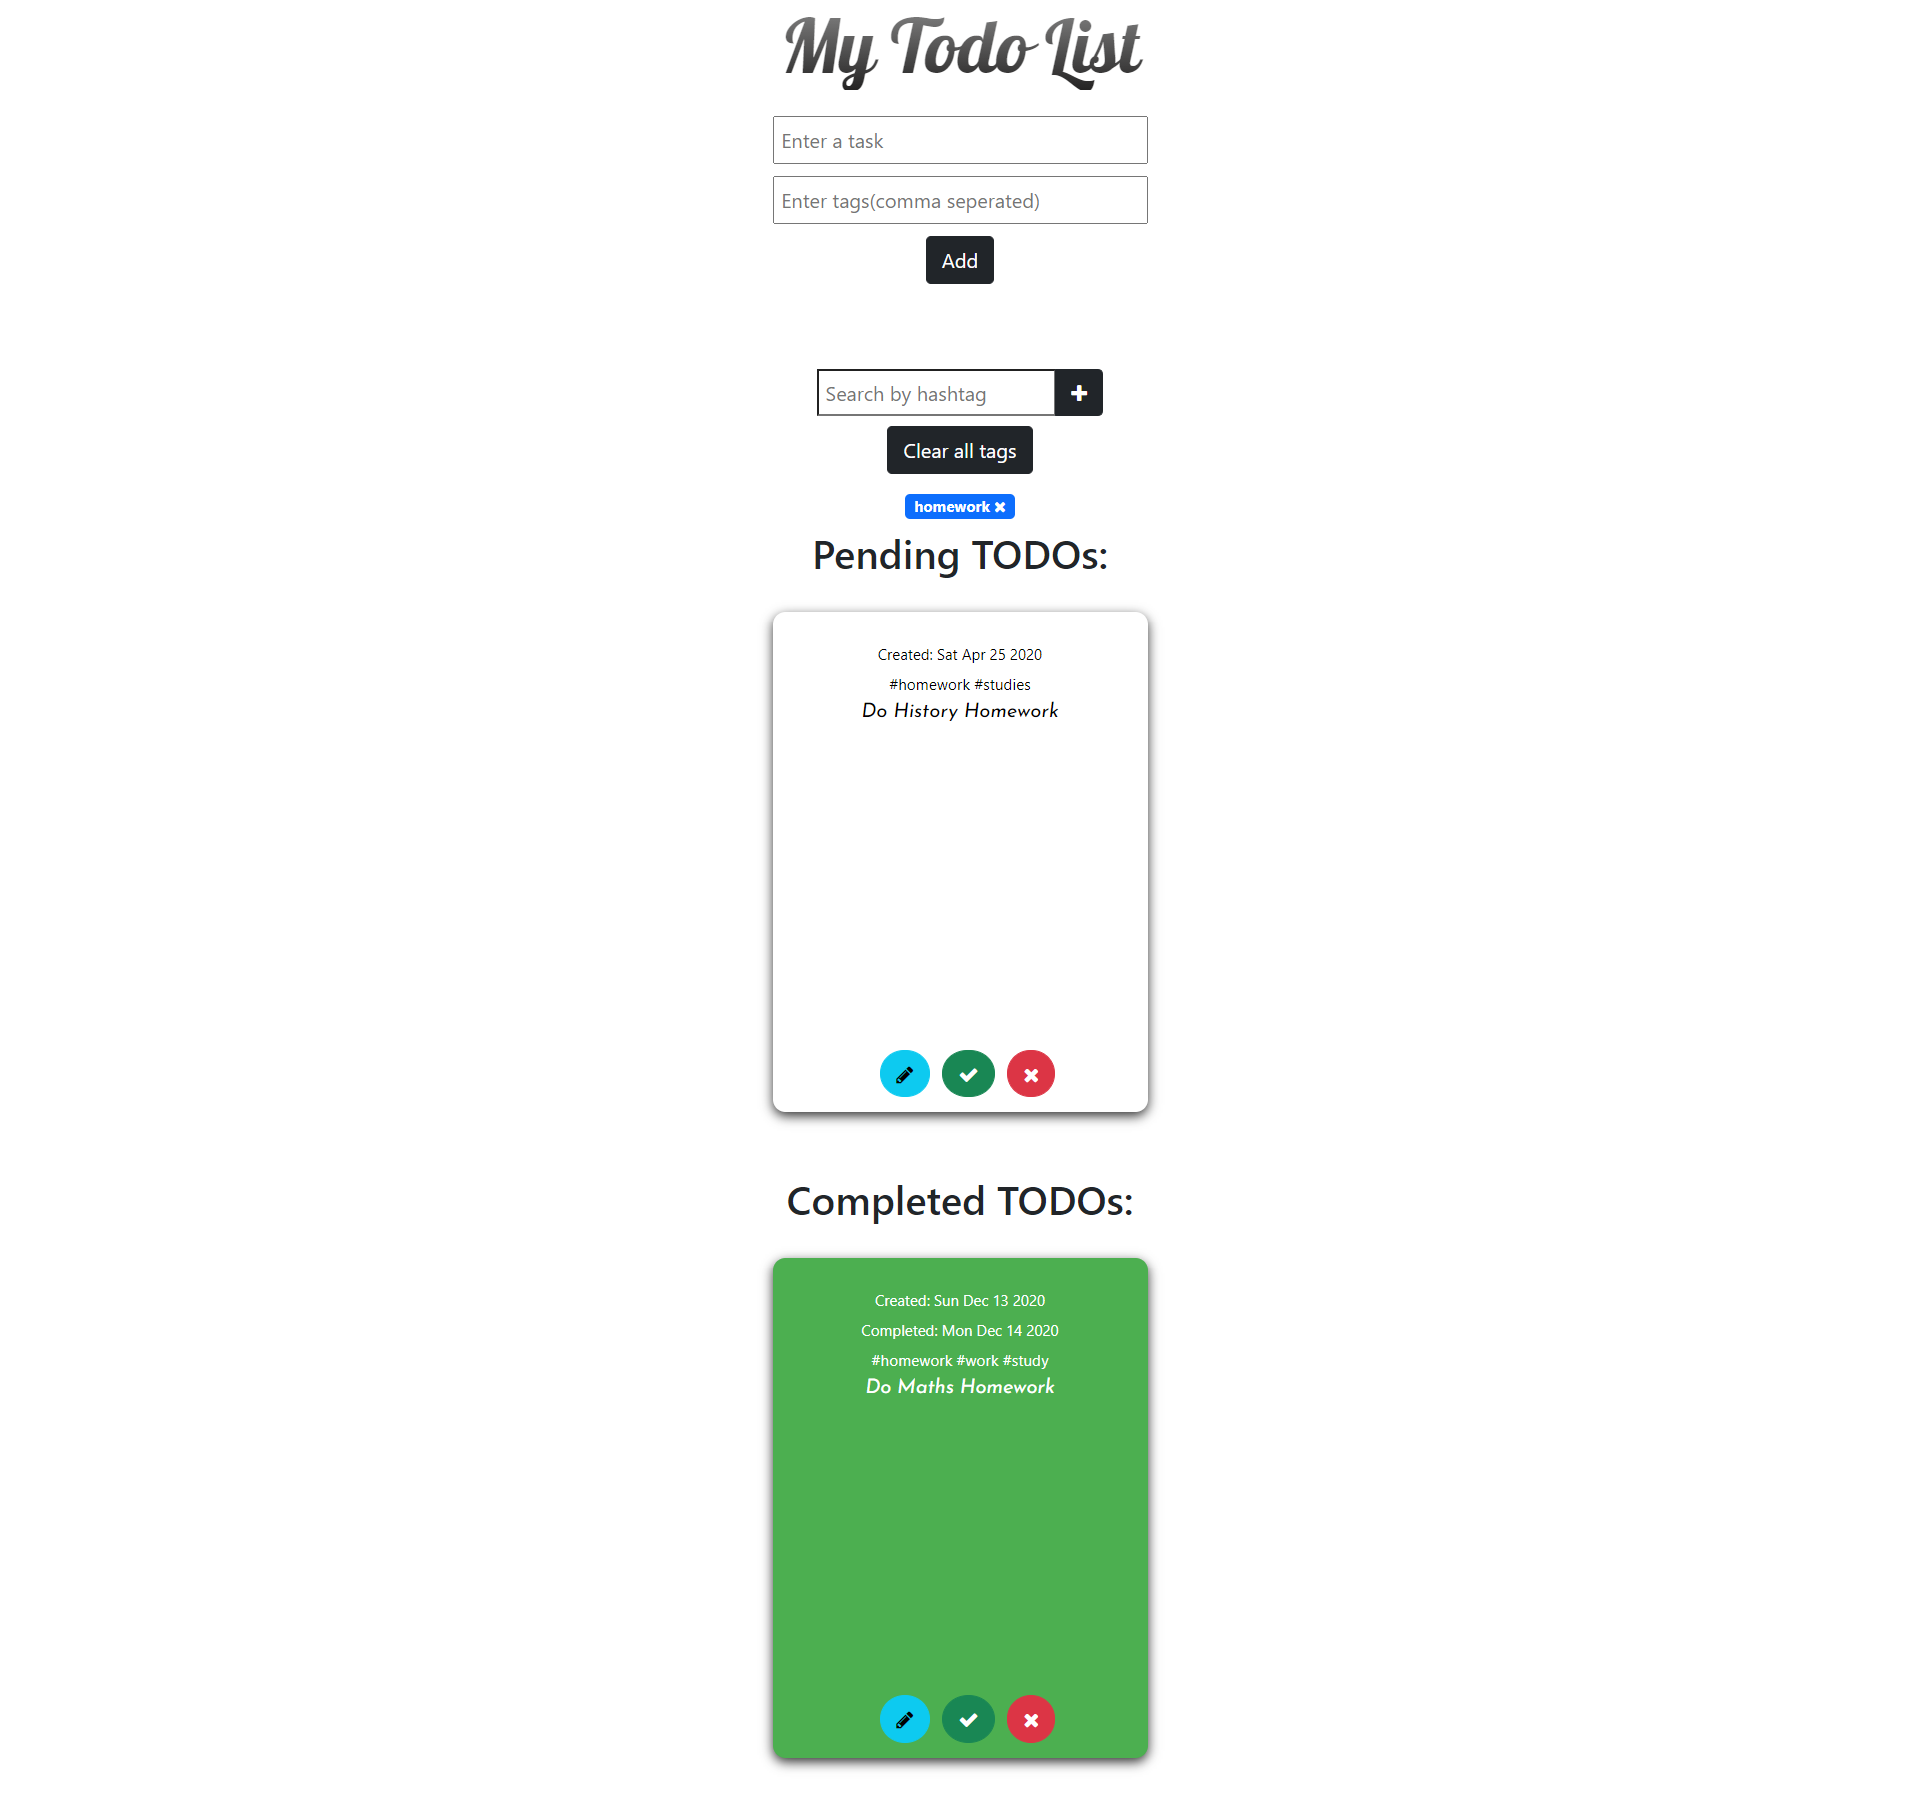 My Todo List
Enter a task
Enter tags(comma seperated)
Add
Search by hashtag
Clear all tags
homework
Pending TODOs:
Created: Sat Apr 25 2020
#homework #studies
Do History Homework
Completed TODOs:
Created: Sun Dec 13 2020
Completed: Mon Dec 14 2020
#homework #work #study
Do Maths Homework